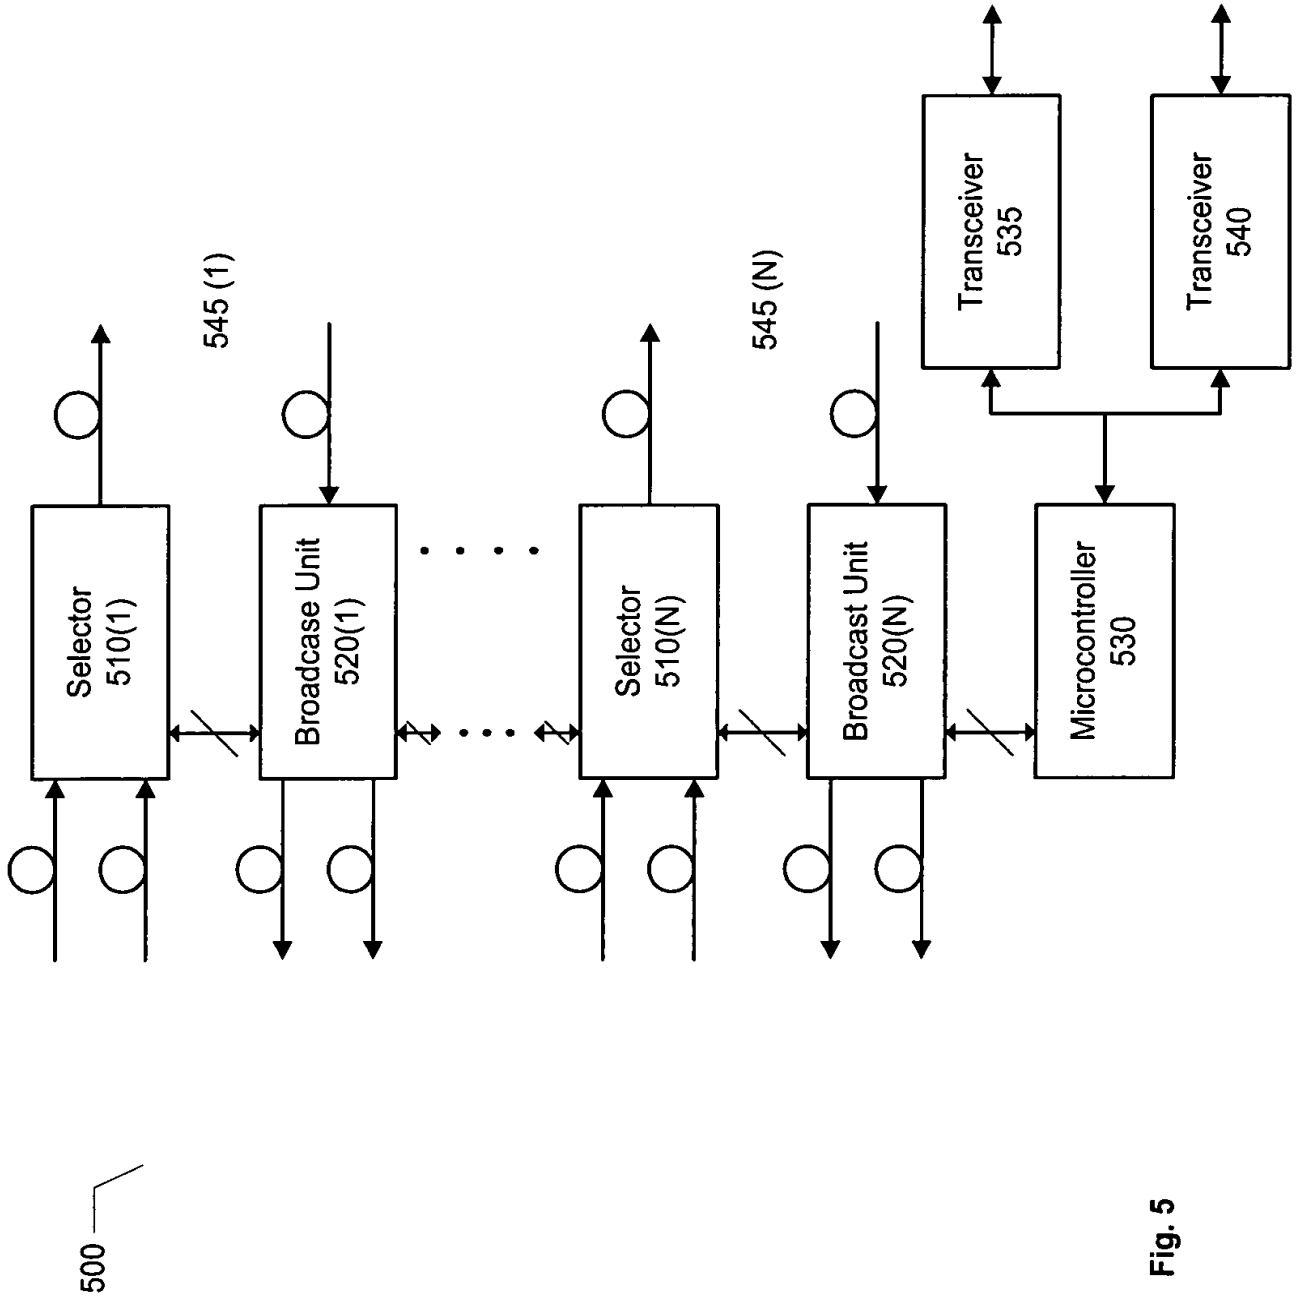 500
Selector
510(1)
545 (1)
Broadcase Unit
520(1)
Selector
510(N)
545 (N)
Broadcast Unit
520(N)
Microcontroller
530
Transceiver
535
Transceiver
540
Fig. 5